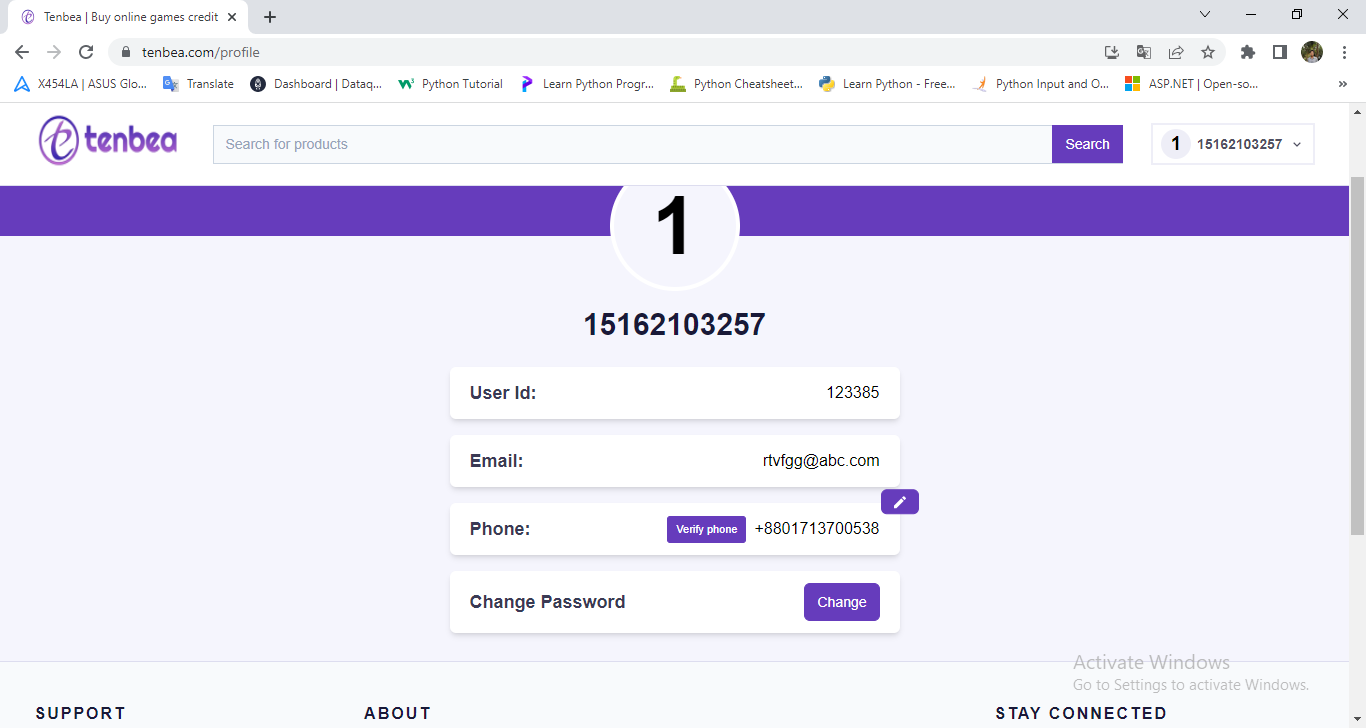 Tenbea | Buy online games credit
tenbea.com/profile
X454LA | ASUS Glo... Translate Dashboard | Dataq... Python Tutorial Learn Python Progr... Python Cheatsheet... Learn Python - Free... Python Input and O... ASP.NET | Open-so... »
tenbea Search for products Search 1 15162103257
1
15162103257
User Id: 123385
Email: rtvfgg@abc.com
Phone: Verify phone +8801713700538
Change Password Change
Activate Windows
Go to Settings to activate Windows.
SUPPORT ABOUT STAY CONNECTED